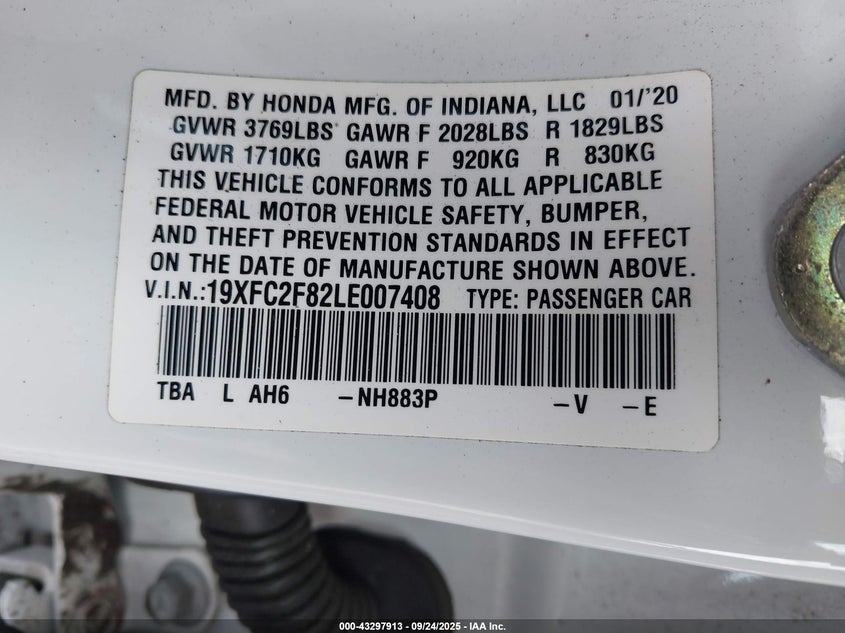 MFD. BY HONDA MFG. OF INDIANA, LLC 01/'20
GVWR 3769LBS GAWR F 2028LBS R 1829LBS
GVWR 1710KG GAWR F 920KG R 830KG
THIS VEHICLE CONFORMS TO ALL APPLICABLE
FEDERAL MOTOR VEHICLE SAFETY, BUMPER,
AND THEFT PREVENTION STANDARDS IN EFFECT
ON THE DATE OF MANUFACTURE SHOWN ABOVE.
V.I.N.:19XFC2F82LE007408 TYPE: PASSENGER CAR
TBA L AH6 -NH883P -V -E
000-43297913 - 09/24/2025 - IAA Inc.